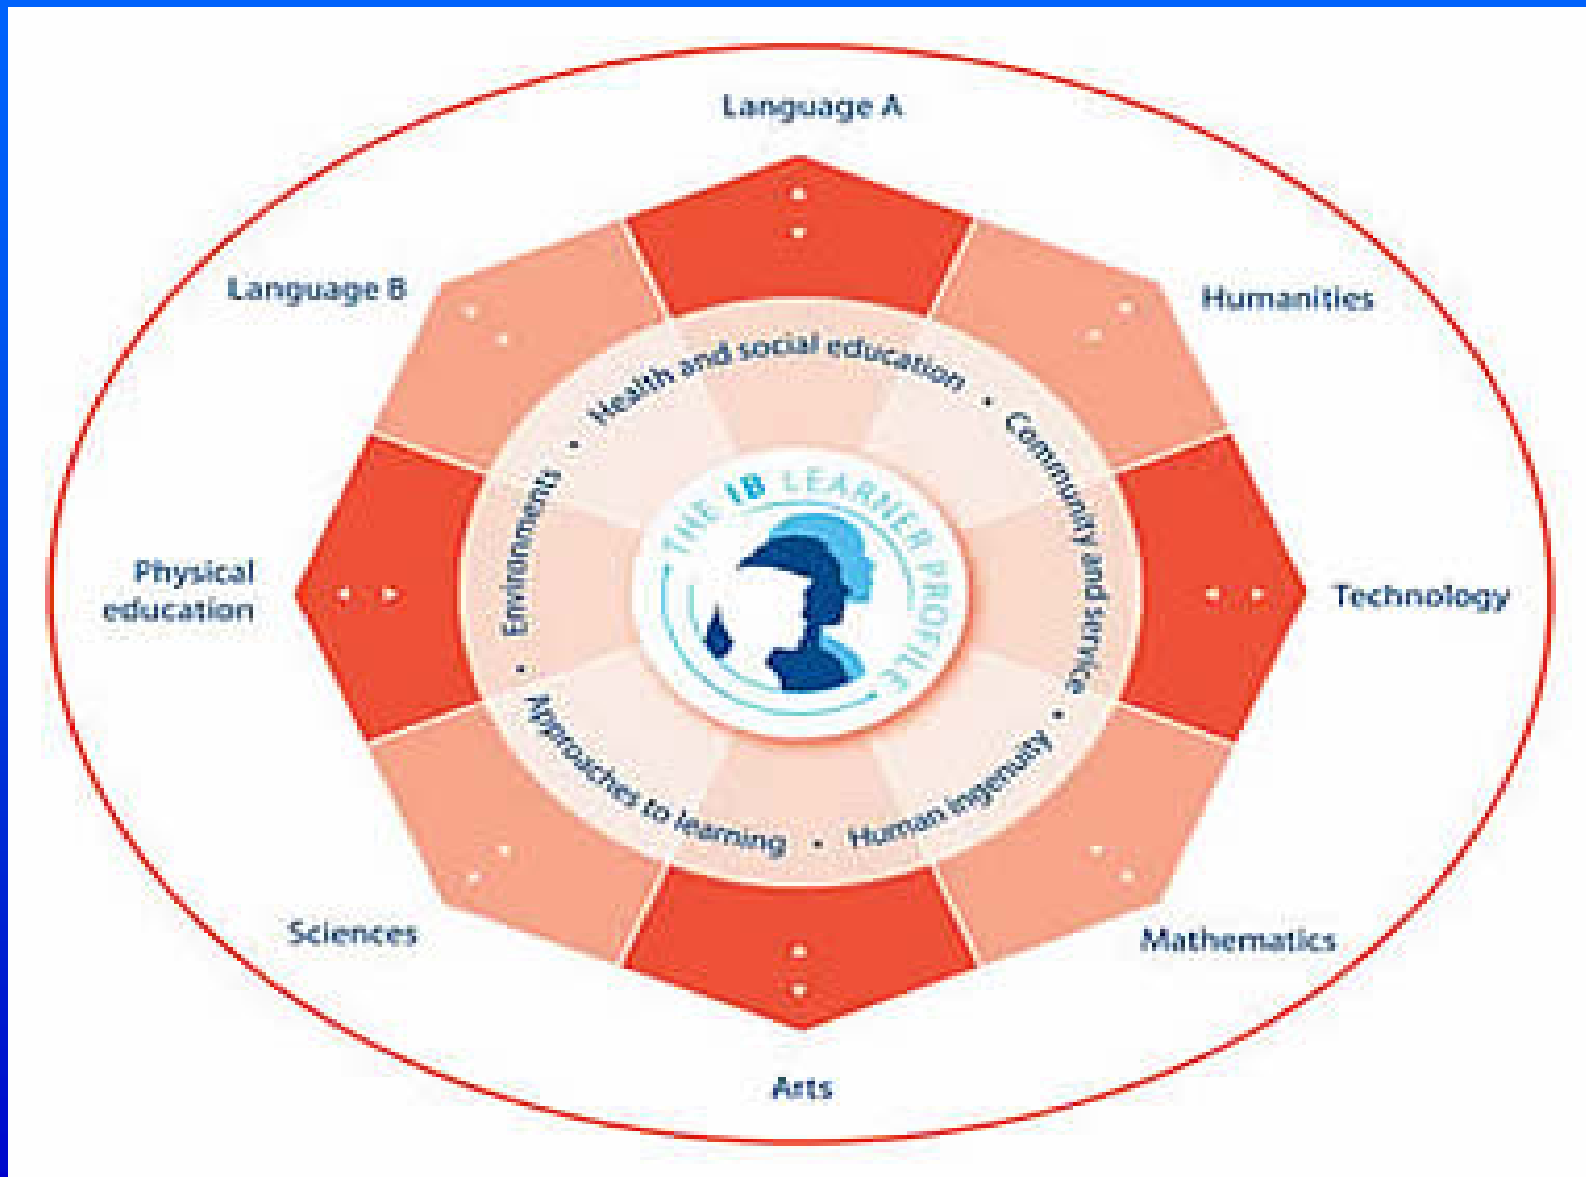 Language A
Language B
Humanities
Health and social education
•
Community and service
•
Human ingenuity
•
Approaches to learning
•
Environments
•
THE IB LEARNER PROFILE
Physical
education
Technology
Sciences
Mathematics
Arts